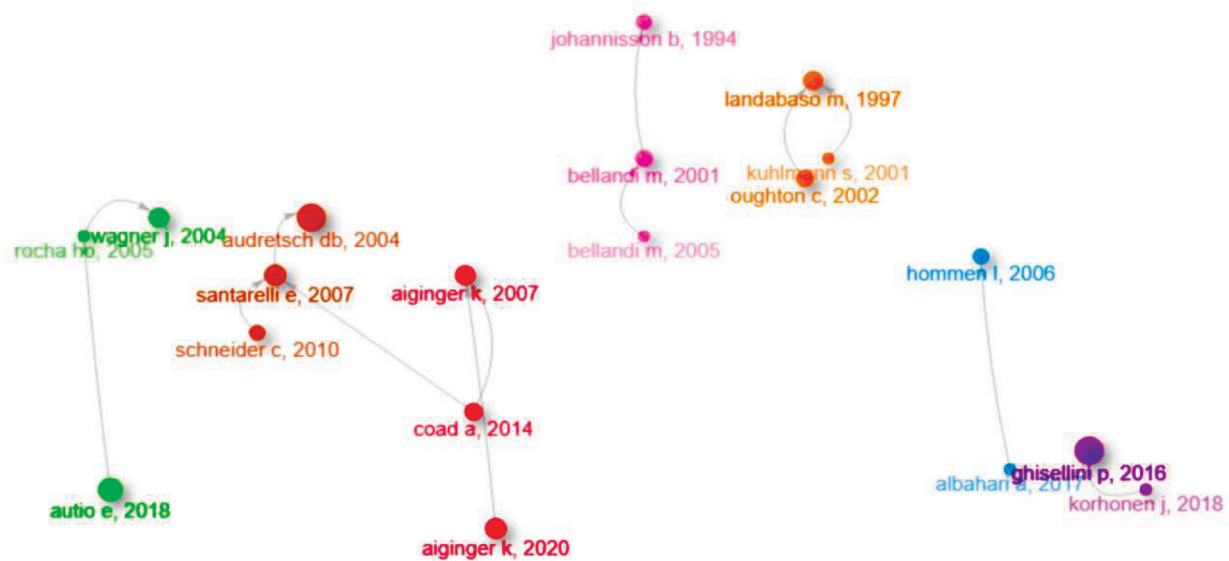 johannisson b, 1994
landabaso m, 1997
bellandi m, 2001
kuhlmann s, 2001
oughton c, 2002
wagner j, 2004
rocha ho, 2005
audretsch db, 2004
bellandi m, 2005
hommen l, 2006
santarelli e, 2007
aiginger k, 2007
schneider c, 2010
coad a, 2014
ghisellini p, 2016
albahari a, 2017
korhonen j, 2018
autio e, 2018
aiginger k, 2020